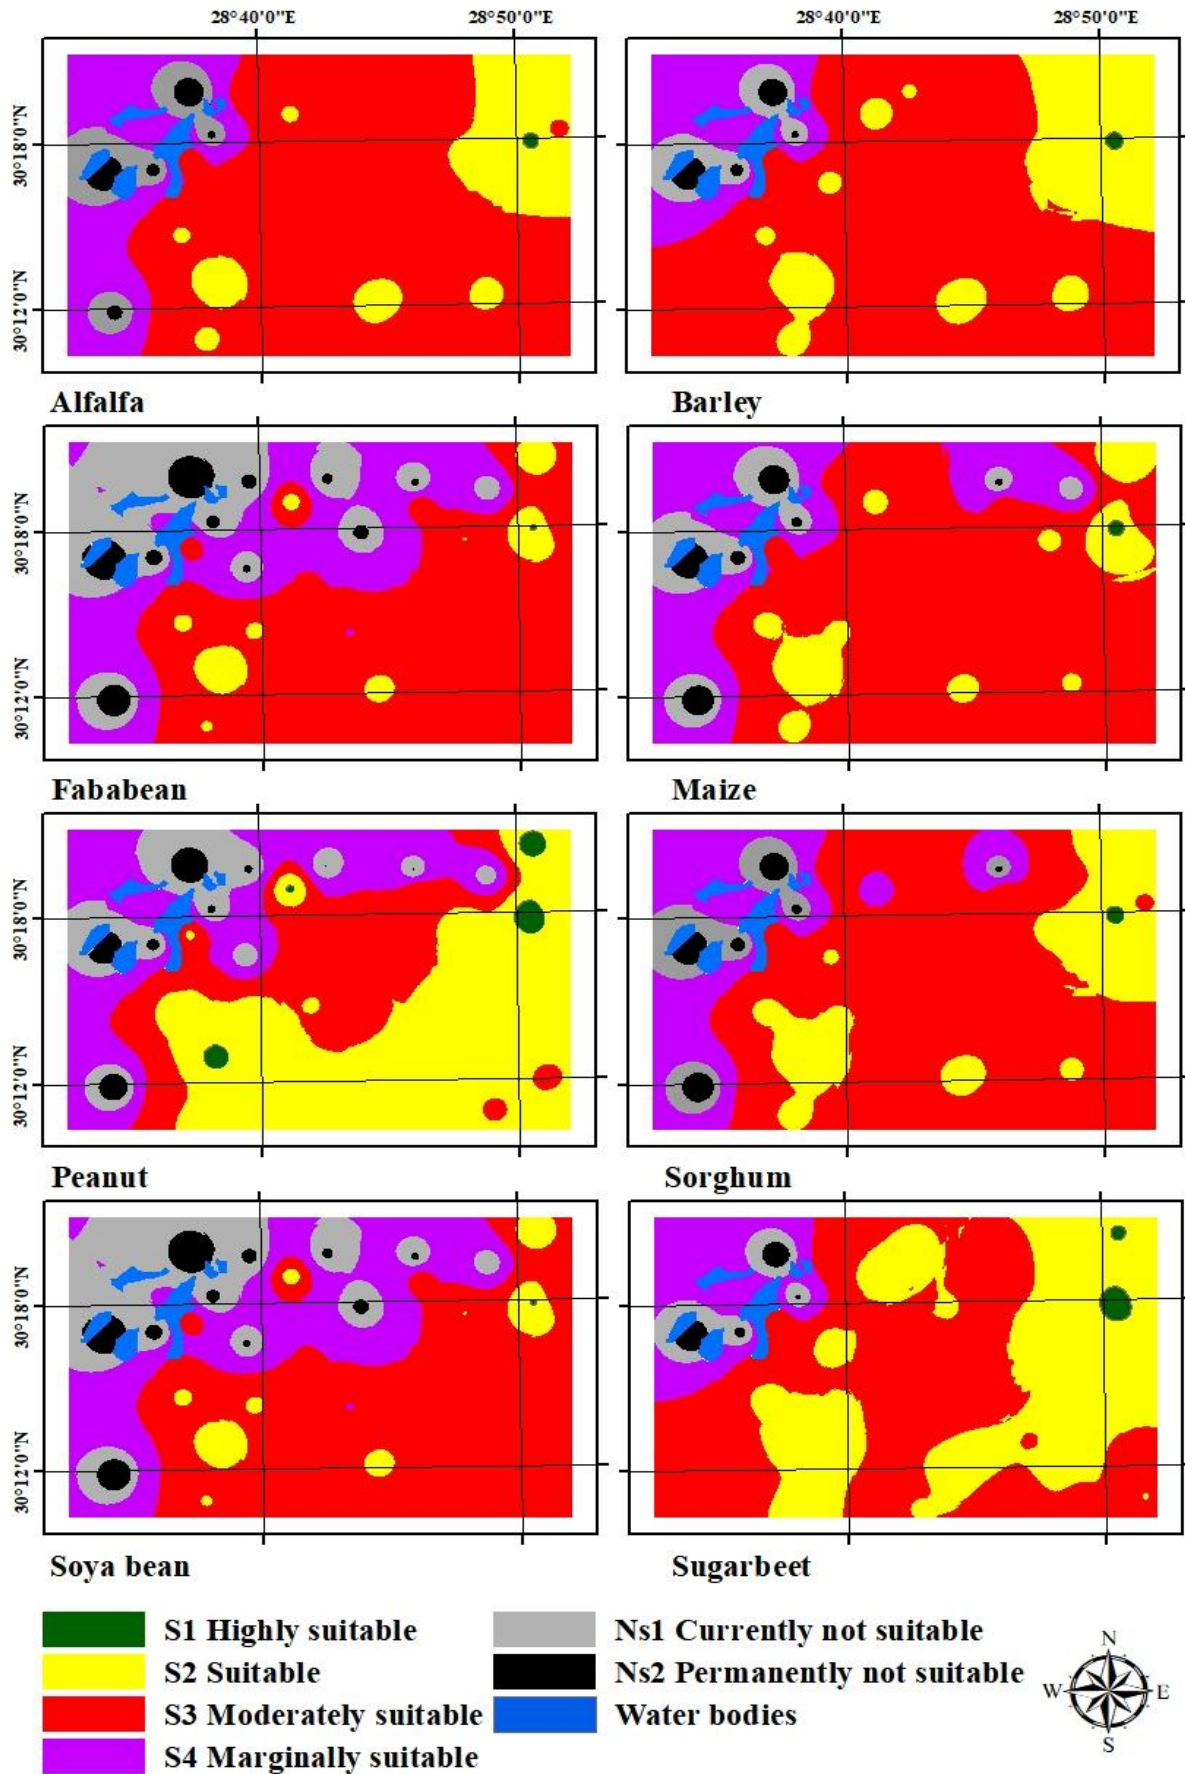 28°40'0"E 28°50'0"E 28°40'0"E 28°50'0"E
30°18'0"N
30°12'0"N
Alfalfa Barley
30°18'0"N
30°12'0"N
Fababean Maize
30°18'0"N
30°12'0"N
Peanut Sorghum
30°18'0"N
30°12'0"N
Soya bean Sugarbeet
S1 Highly suitable Ns1 Currently not suitable
S2 Suitable Ns2 Permanently not suitable
S3 Moderately suitable Water bodies
S4 Marginally suitable
N
W E
S